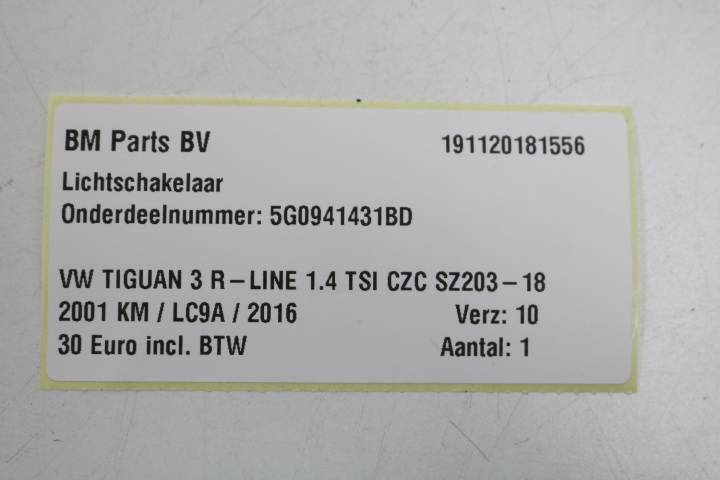 BM Parts BV 191120181556
Lichtschakelaar
Onderdeelnummer: 5G0941431BD
VW TIGUAN 3 R-LINE 1.4 TSI CZC SZ203-18
2001 KM / LC9A / 2016 Verz: 10
30 Euro incl. BTW Aantal: 1